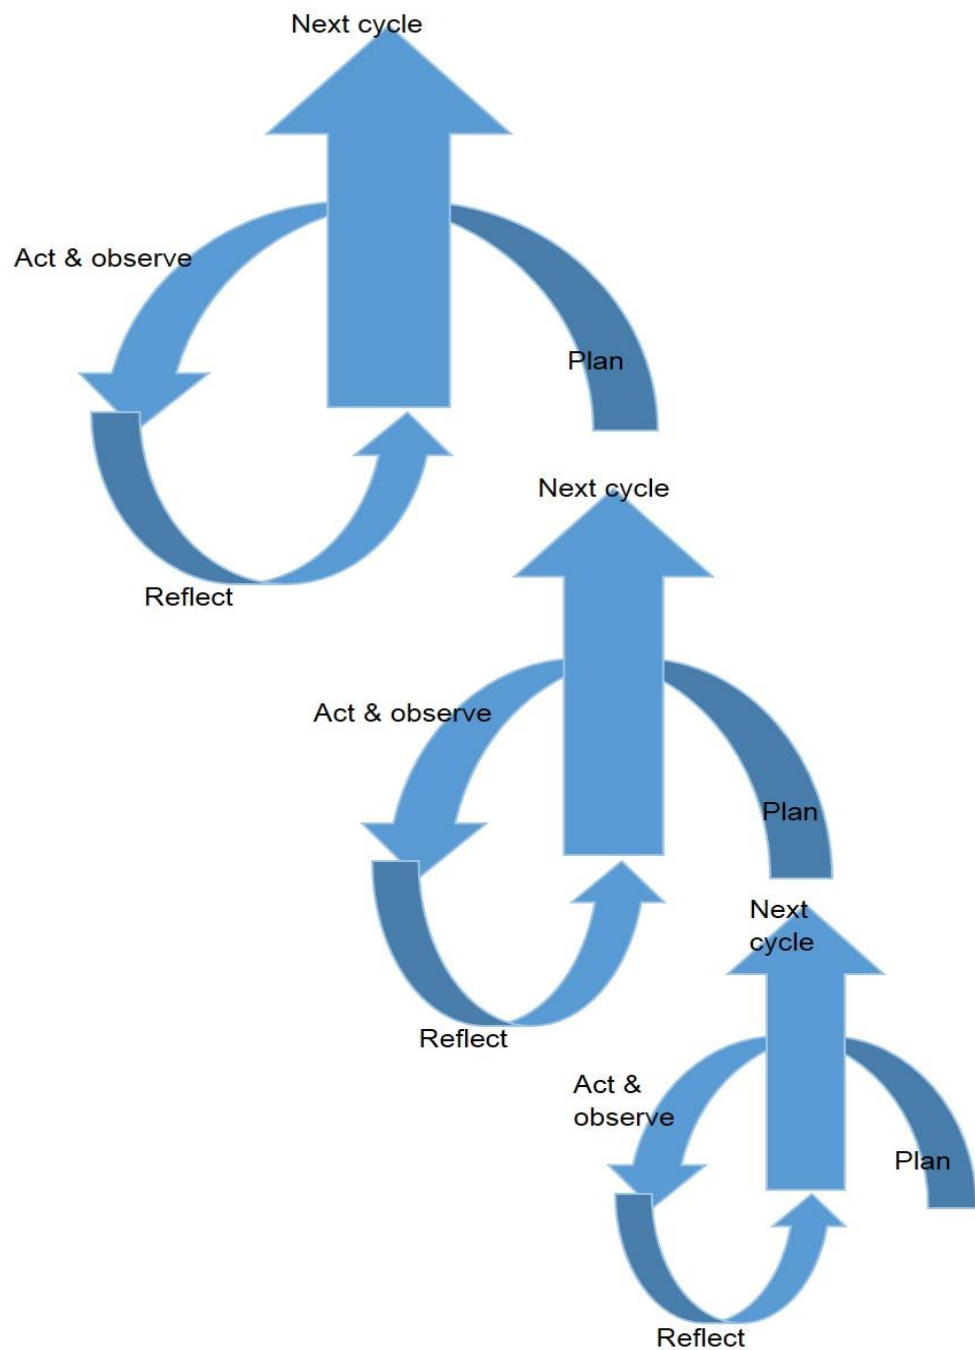 Next cycle
Act & observe
Plan
Next cycle
Reflect
Act & observe
Plan
Next
cycle
Reflect
Act &
observe
Plan
Reflect